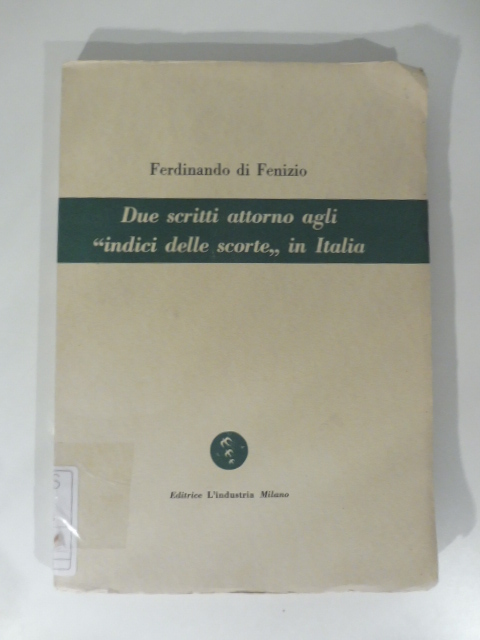 Ferdinando di Fenizio
Due scritti attorno agli
“indici delle scorte„ in Italia
Editrice L'industria Milano